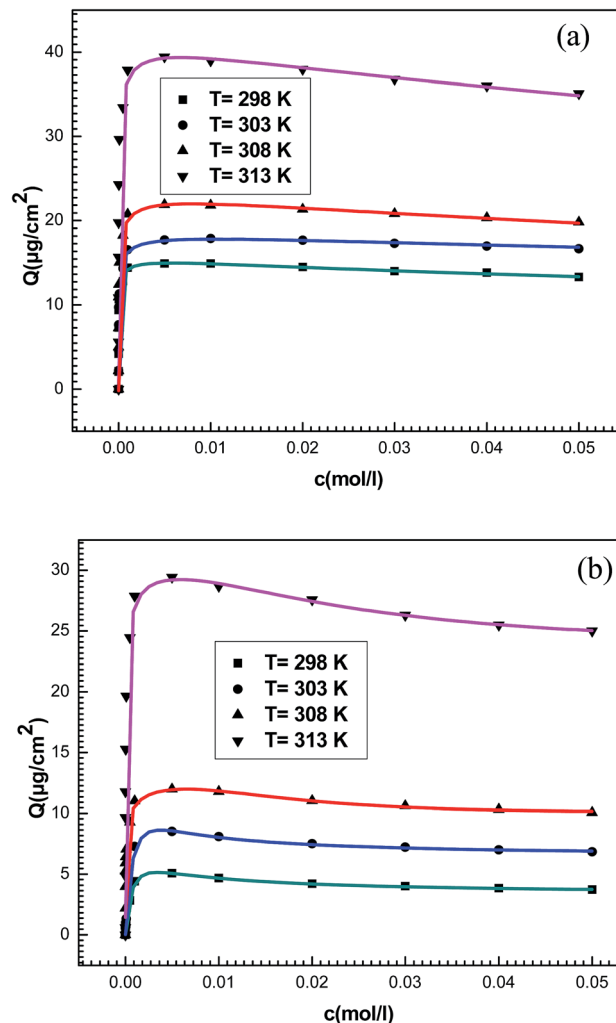 (a)
40
30
20
10
0
Q(µg/cm²)
T= 298 K
T= 303 K
T= 308 K
T= 313 K
0.00 0.01 0.02 0.03 0.04 0.05
c(mol/l)
(b)
30
25
20
15
10
5
0
Q(µg/cm²)
T= 298 K
T= 303 K
T= 308 K
T= 313 K
0.00 0.01 0.02 0.03 0.04 0.05
c(mol/l)